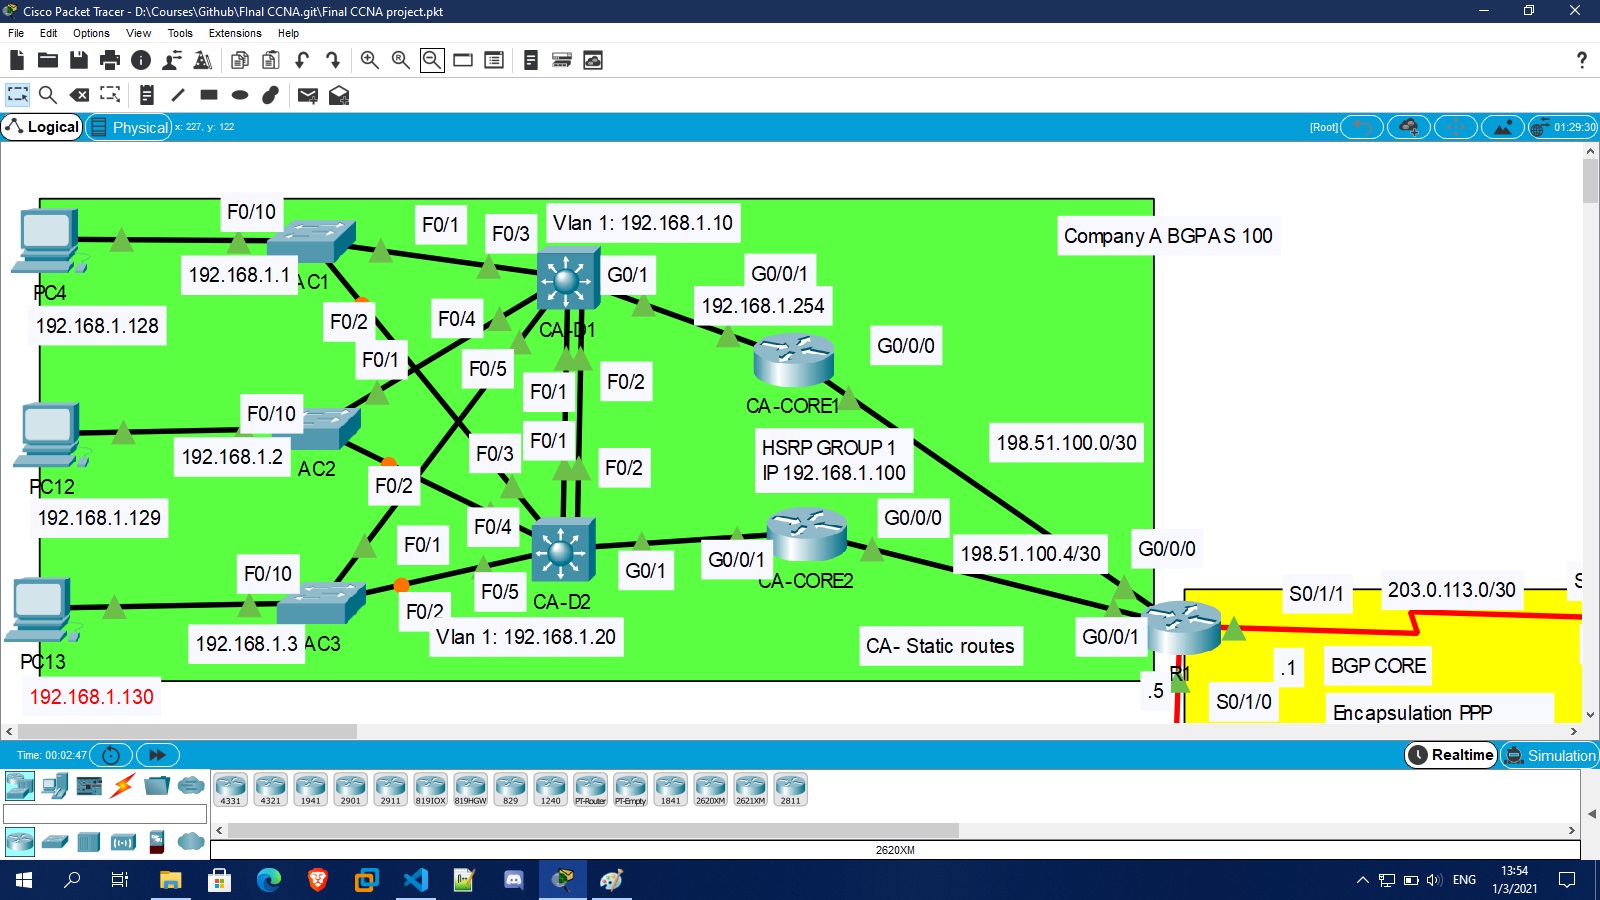 Cisco Packet Tracer - D:\Courses\Github\FInal CCNA.git\Final CCNA project.pkt
File Edit Options View Tools Extensions Help
Logical Physical x: 227, y: 122 [Root] 01:29:30
F0/10
F0/1
F0/3
Vlan 1: 192.168.1.10
Company A BGPAS 100
192.168.1.1
AC1
PC4
G0/1
G0/0/1
192.168.1.254
192.168.1.128
F0/2
F0/4
CA-D1
G0/0/0
F0/1
F0/5
F0/1
F0/2
CA-CORE1
F0/10
192.168.1.2
AC2
F0/3
F0/1
F0/2
HSRP GROUP 1
IP 192.168.1.100
198.51.100.0/30
PC12
F0/2
192.168.1.129
F0/4
G0/0/0
F0/1
G0/0/1
198.51.100.4/30
G0/0/0
F0/10
G0/1
CA-CORE2
F0/5
CA-D2
F0/2
S0/1/1
203.0.113.0/30
S
192.168.1.3
AC3
Vlan 1: 192.168.1.20
CA- Static routes
G0/0/1
PC13
R1
.1
BGP CORE
192.168.1.130
.5
S0/1/0
Encapsulation PPP
Time: 00:02:47 Realtime Simulation
4331 4321 1941 2901 2911 819IOX 819HGW 829 1240 PT-Router PT-Empty 1841 2620XM 2621XM 2811
2620XM
ENG
13:54
1/3/2021